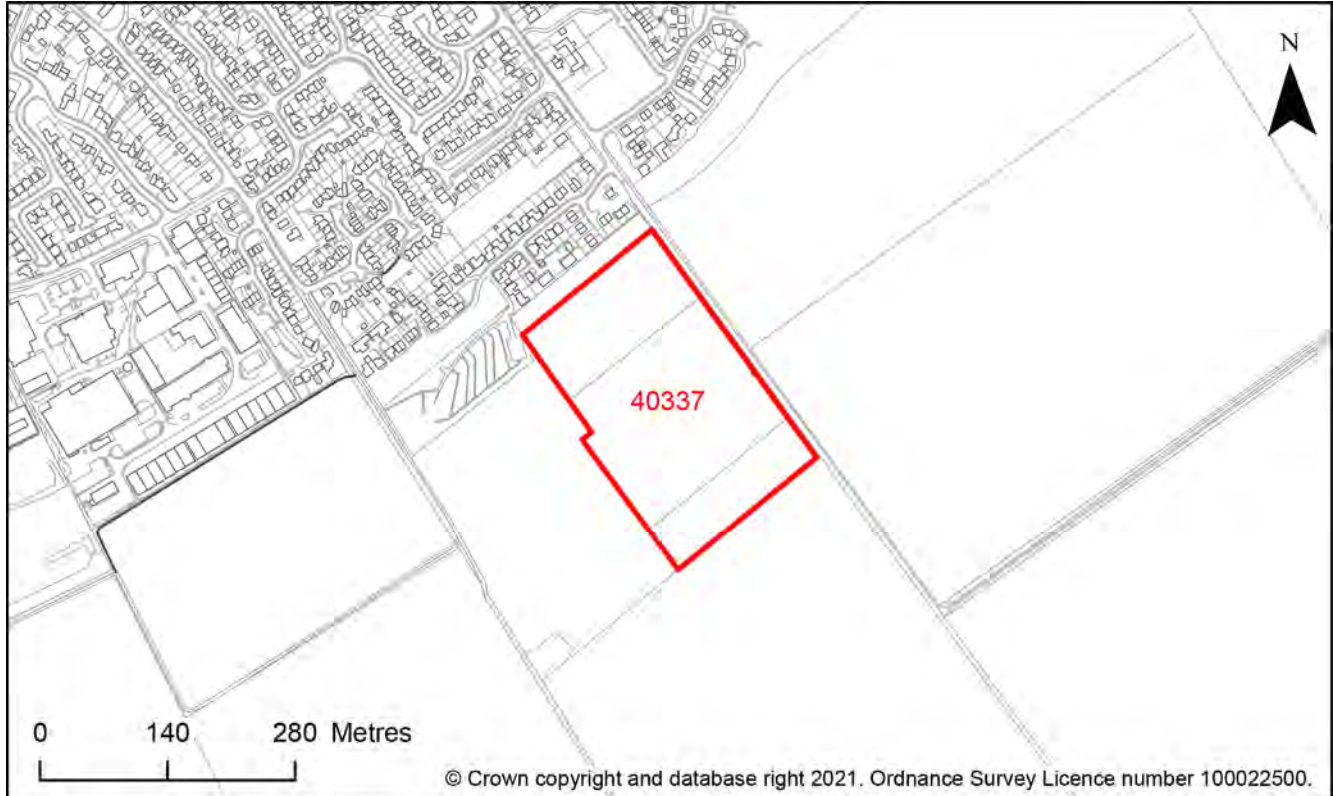 N
40337
0 140 280 Metres
© Crown copyright and database right 2021. Ordnance Survey Licence number 100022500.